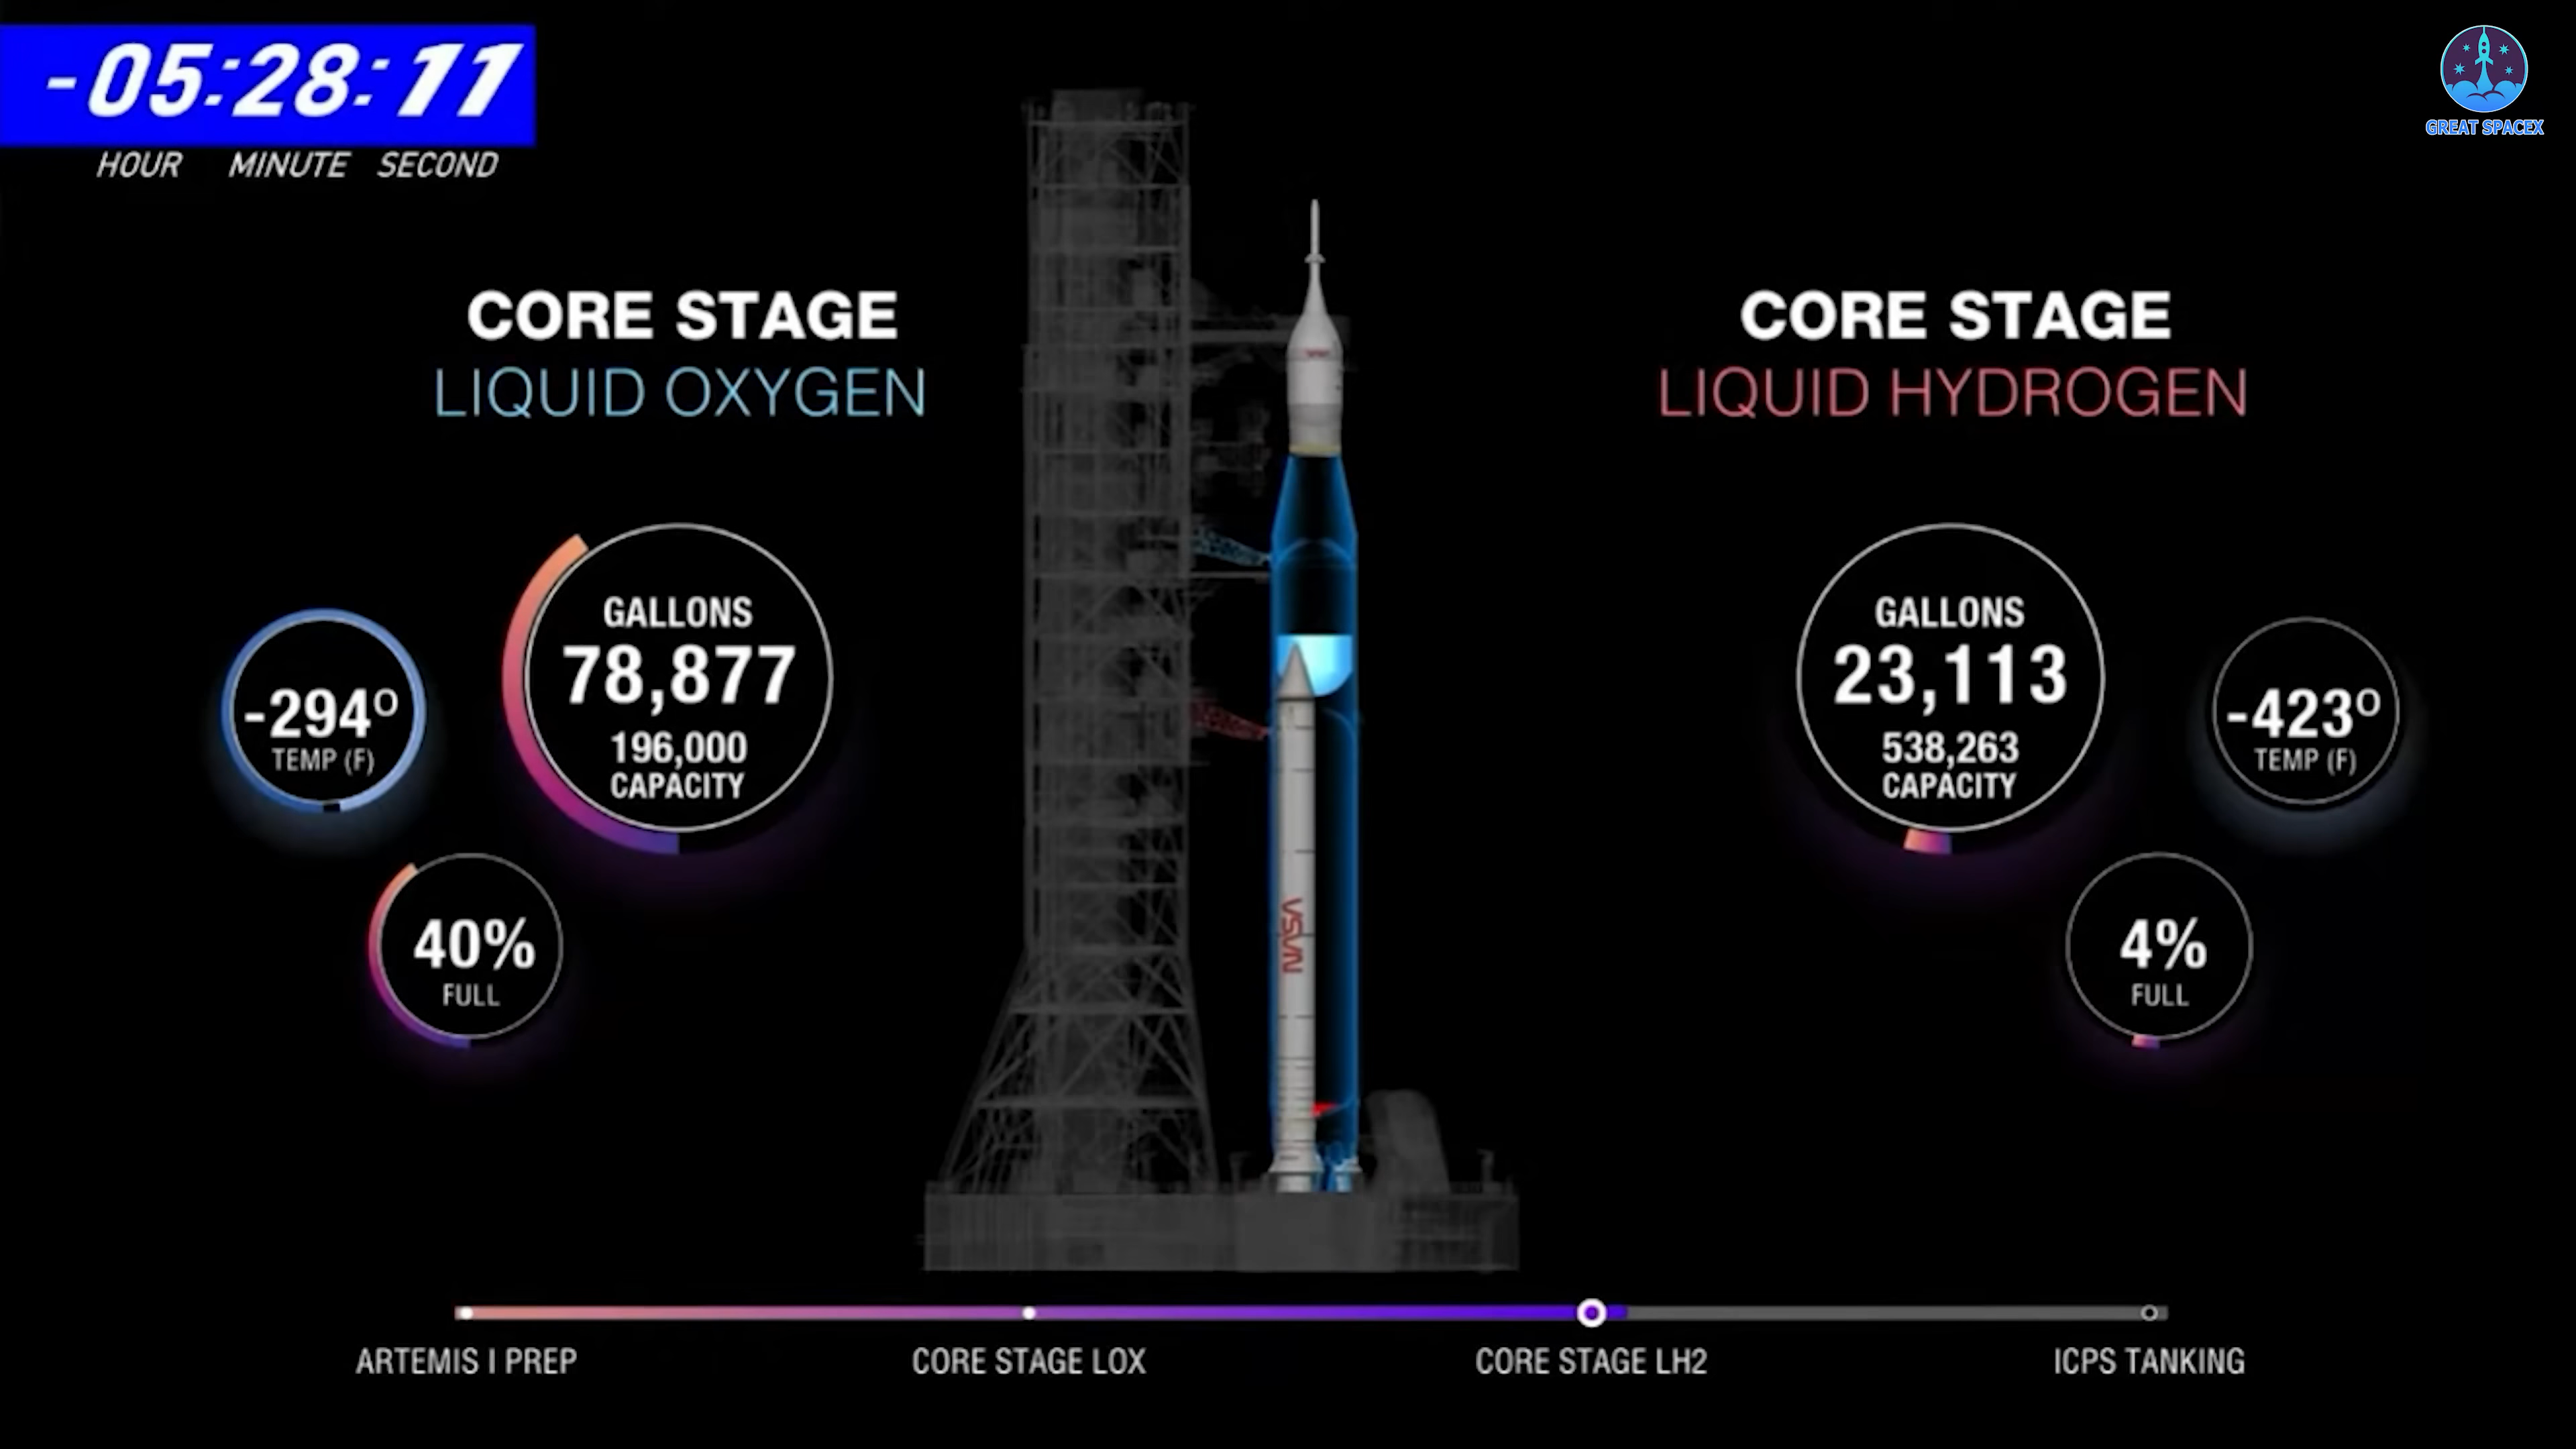 -05:28:11
HOUR MINUTE SECOND
GREAT SPACEX
CORE STAGE
LIQUID OXYGEN
GALLONS
78,877
196,000
CAPACITY
-294°
TEMP (F)
40%
FULL
NASA
CORE STAGE
LIQUID HYDROGEN
GALLONS
23,113
538,263
CAPACITY
-423°
TEMP (F)
4%
FULL
ARTEMIS I PREP
CORE STAGE LOX
CORE STAGE LH2
ICPS TANKING